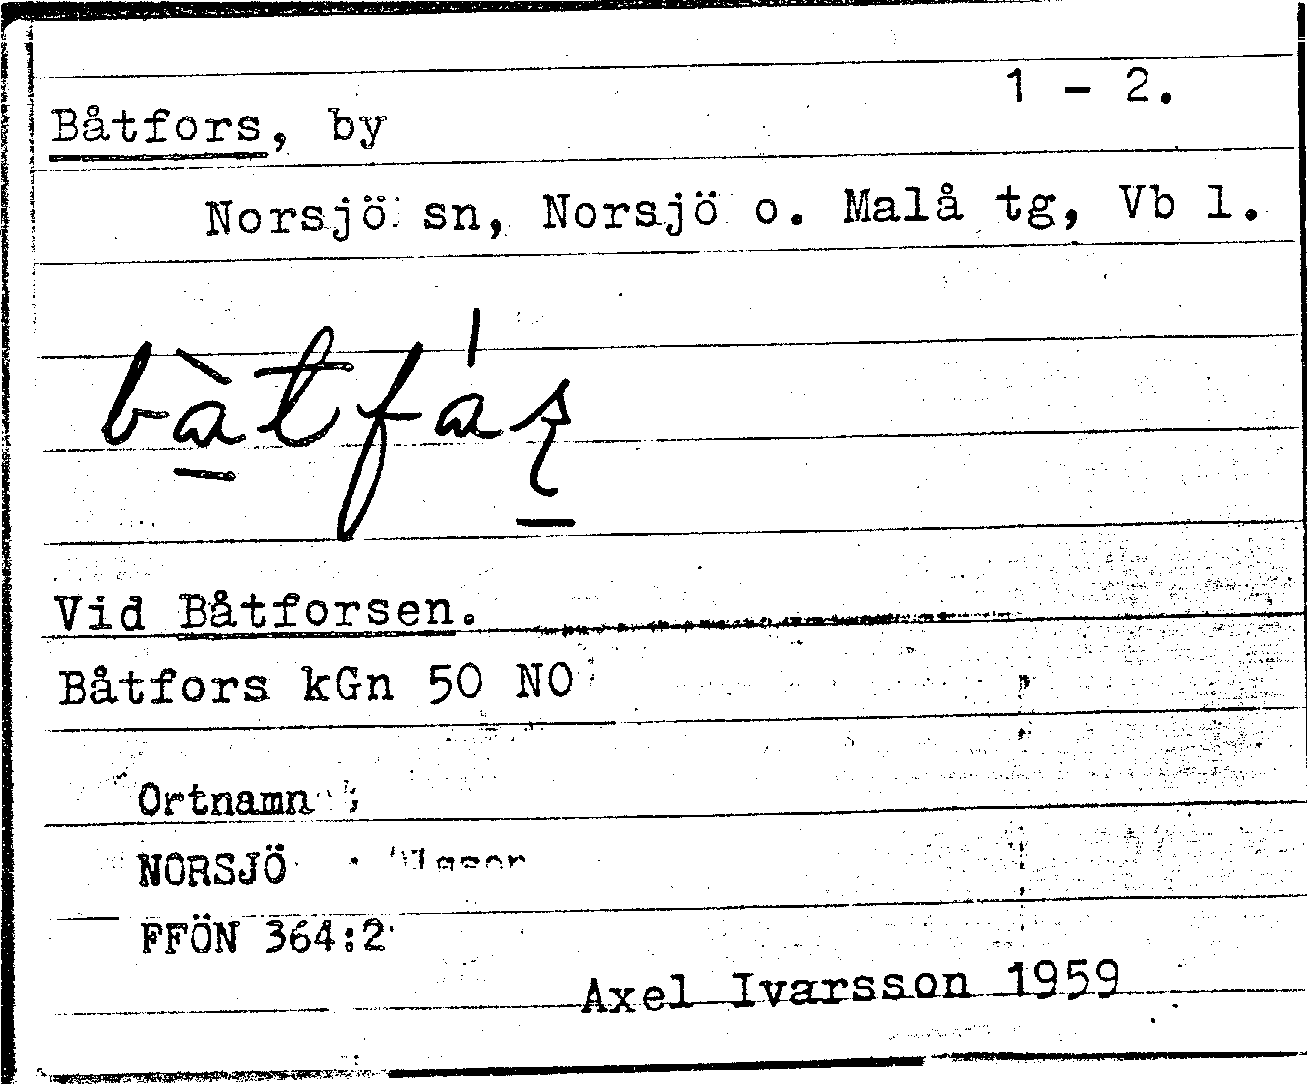 1 - 2.
Båtfors, by
Norsjö sn, Norsjö o. Malå tg, Vb l.
Vid Båtforsen.
Båtfors kGn 50 NO
Ortnamn
NORSJÖ
FFÖN 364:2
Axel Ivarsson 1959